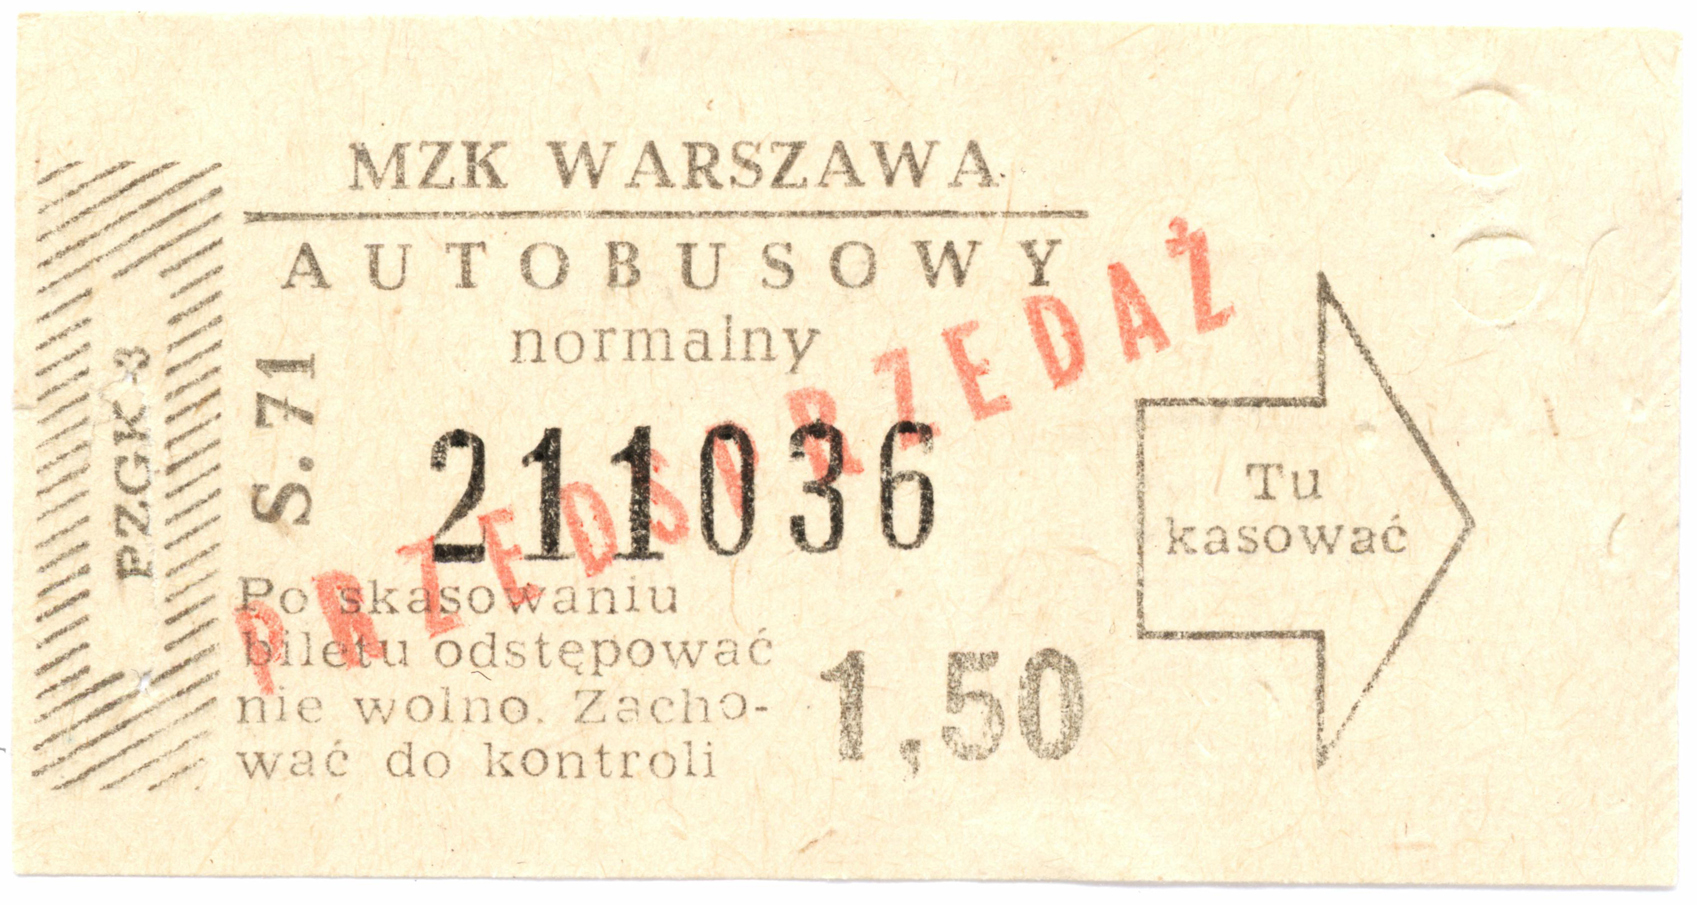 MZK WARSZAWA
AUTOBUSOWY
normalny
PZGK 3
S.71
211036
PRZEDSPRZEDAŻ
Po skasowaniu
biletu odstępować
nie wolno. Zacho-
wać do kontroli
1,50
Tu
kasować